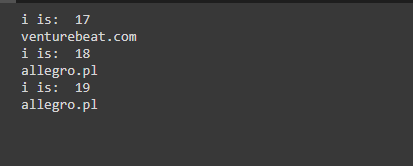 i is:  17
venturebeat.com
i is:  18
allegro.pl
i is:  19
allegro.pl